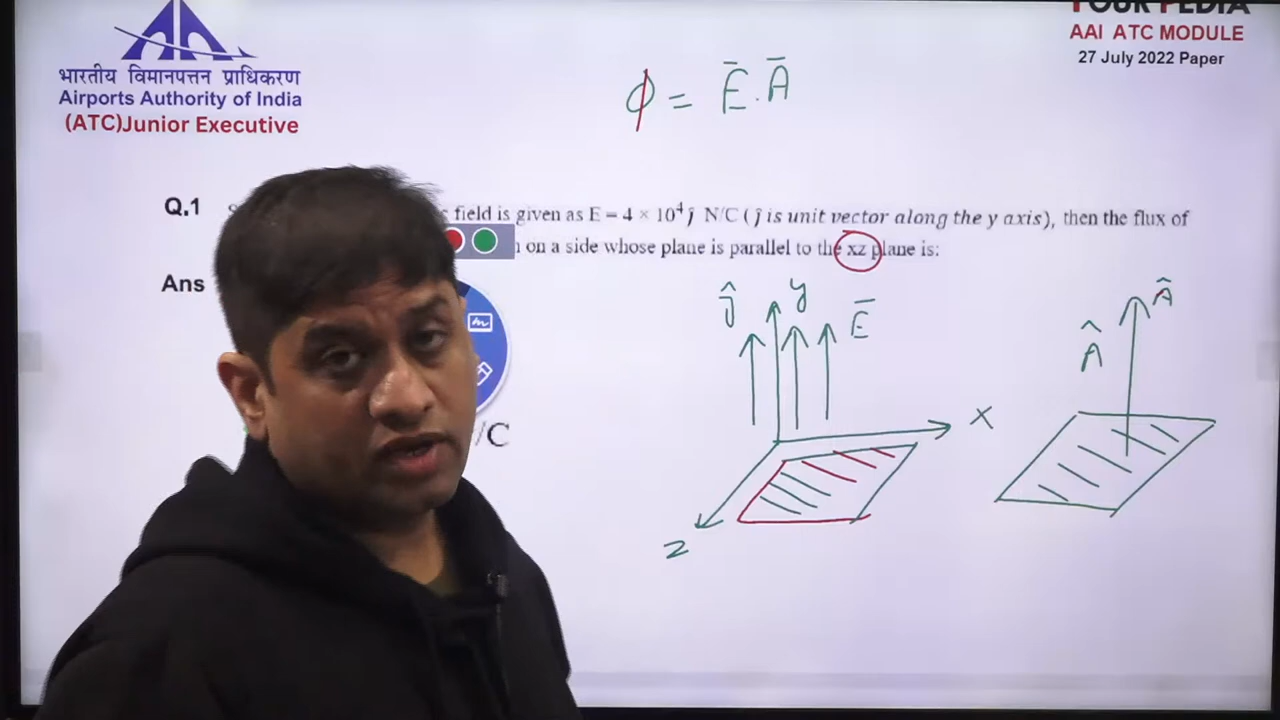 YOUR PEDIA
AAI ATC MODULE
27 July 2022 Paper
भारतीय विमानपत्तन प्राधिकरण
Airports Authority of India
(ATC)Junior Executive
ϕ = Ē.Ā
Q.1 field is given as E = 4 × 10⁴ ĵ N/C ( ĵ is unit vector along the y axis), then the flux of
on a side whose plane is parallel to the xz plane is:
Ans
ĵ y Ē
Â Â
X
/C
Z